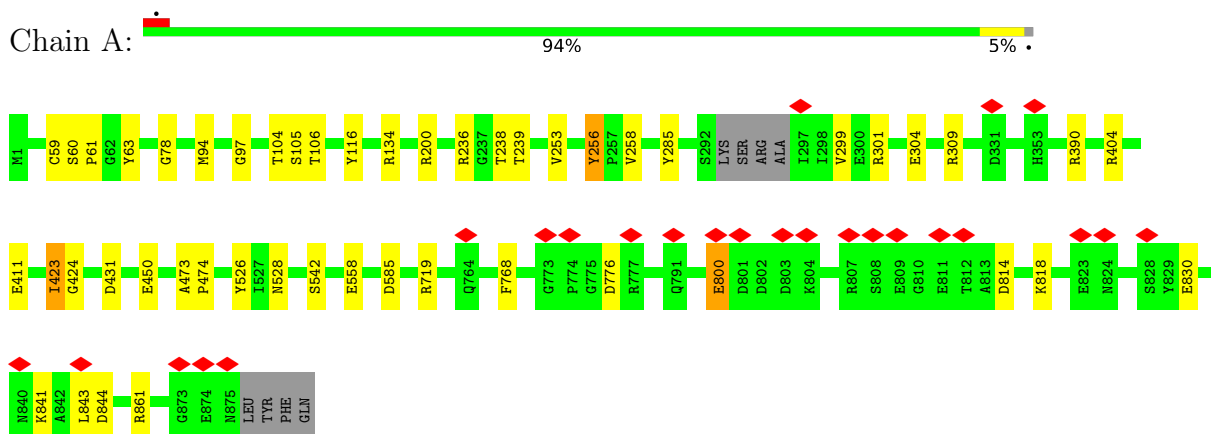 Chain A:
94%
5%
M1 C59 S60 P61 G62 Y63 G78 M94 G97 T104 S105 T106 Y116 R134 R200 R236 G237 T238 T239 V253 Y256 P257 V258 Y285 S292 LYS SER ARG ALA I297 I298 V299 E300 R301 E304 R309 D331 H353 R390 R404
E411 I423 G424 D431 E450 A473 P474 Y526 I527 N528 S542 E558 D585 R719 Q764 F768 G773 P774 G775 D776 R777 Q791 E800 D801 D802 D803 K804 R807 S808 E809 G810 E811 T812 A813 D814 K818 E823 N824 S828 Y829 E830
N840 K841 A842 L843 D844 R861 G873 E874 N875 LEU TYR PHE GLN